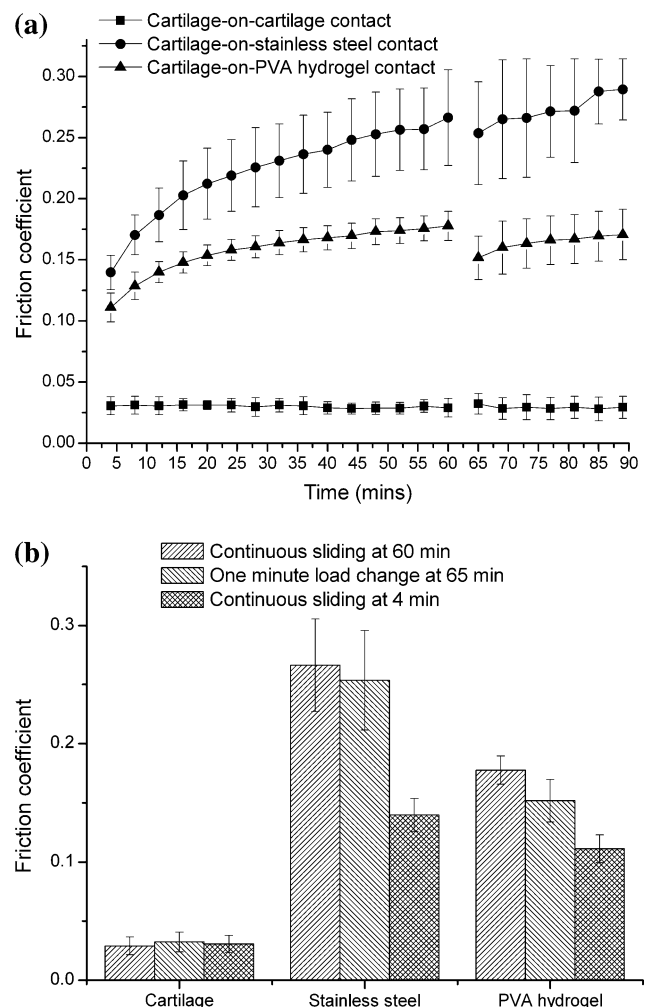 (a)
Cartilage-on-cartilage contact
Cartilage-on-stainless steel contact
Cartilage-on-PVA hydrogel contact
0.30
0.25
0.20
0.15
0.10
0.05
0.00
Friction coefficient
0 5 10 15 20 25 30 35 40 45 50 55 60 65 70 75 80 85 90
Time (mins)
(b)
Continuous sliding at 60 min
One minute load change at 65 min
Continuous sliding at 4 min
0.3
0.2
0.1
0.0
Friction coefficient
Cartilage Stainless steel PVA hydrogel